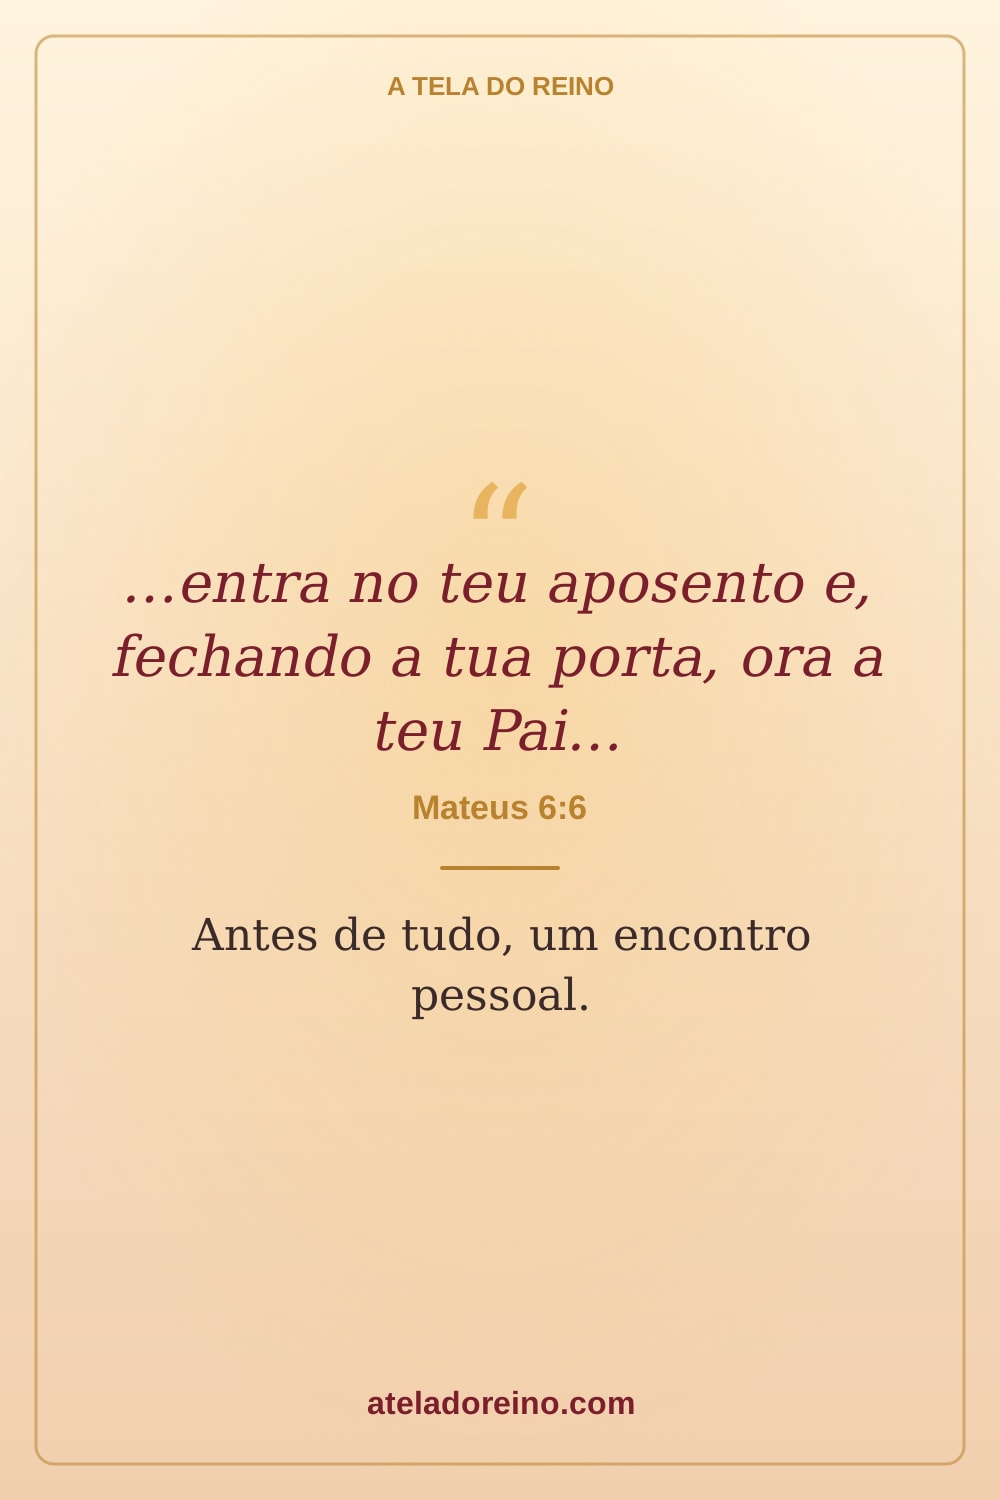 A TELA DO REINO
“
...entra no teu aposento e,
fechando a tua porta, ora a
teu Pai...
Mateus 6:6
Antes de tudo, um encontro
pessoal.
ateladoreino.com